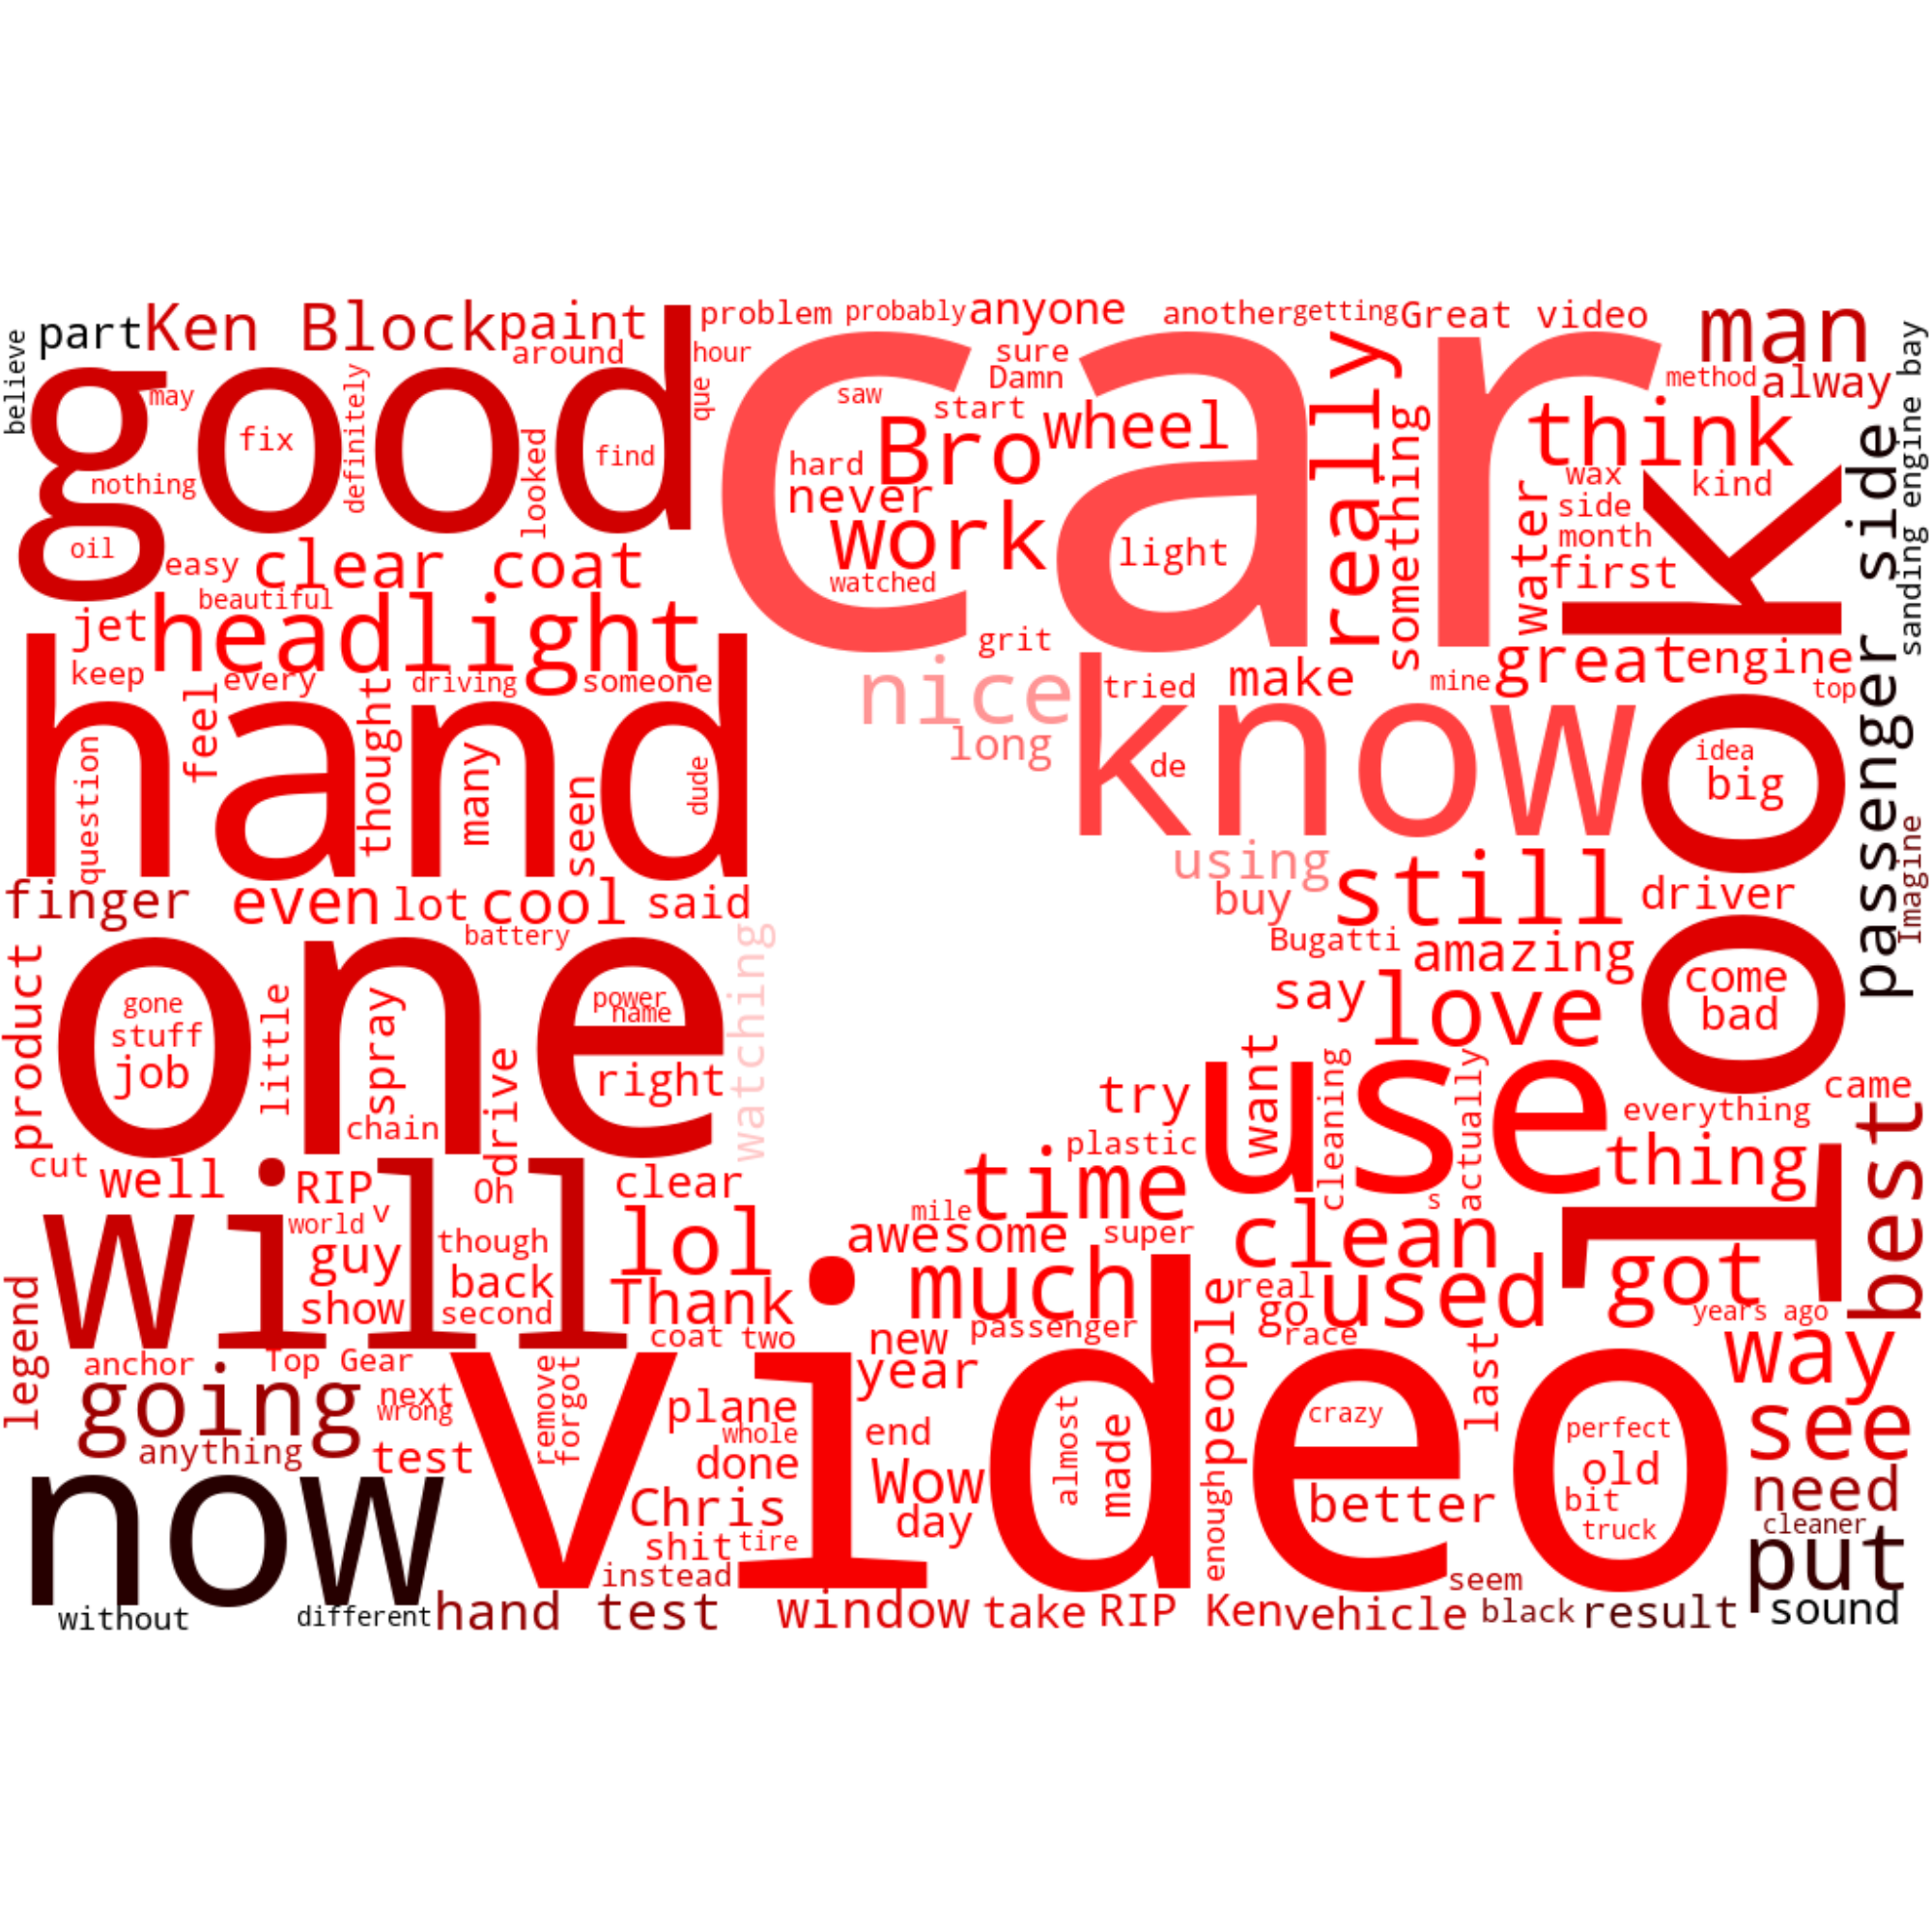 believe
part
Ken Block
paint
around
problem
hour
probably
anyone
another
getting
Great video
man
method
alway
sanding engine bay
passenger side
Imagine
good
may
fix
definitely
looked
find
que
nothing
oil
easy
clear coat
car
sure
Damn
saw
start
Bro
wheel
hard
never
work
light
watched
really
something
think
wax
side
month
kind
water
first
look
beautiful
jet
headlight
keep
every
driving
someone
grit
nice
long
tried
make
mine
great
engine
top
hand
question
feel
thought
many
seen
dude
know
de
idea
big
using
buy
still
driver
finger
even
lot
cool
said
battery
watching
Bugatti
amazing
say
love
come
bad
product
one
gone
stuff
job
little
spray
chain
drive
power
name
right
try
plastic
use
want
cleaning
actually
s
everything
came
thing
best
cut
well
RIP
Oh
clear
time
mile
awesome
super
clean
will
world
v
guy
show
though
back
second
lol
Thank
coat
two
much
new
passenger
year
people
real
go
race
used
got
years ago
way
last
legend
anchor
Top Gear
going
next
wrong
anything
test
remove
forgot
video
plane
whole
done
Chris
shit
tire
instead
end
Wow
day
almost
made
enough
crazy
better
perfect
old
bit
truck
see
need
cleaner
put
sound
now
without
different
hand test
window
take
RIP Ken
vehicle
seem
black
result